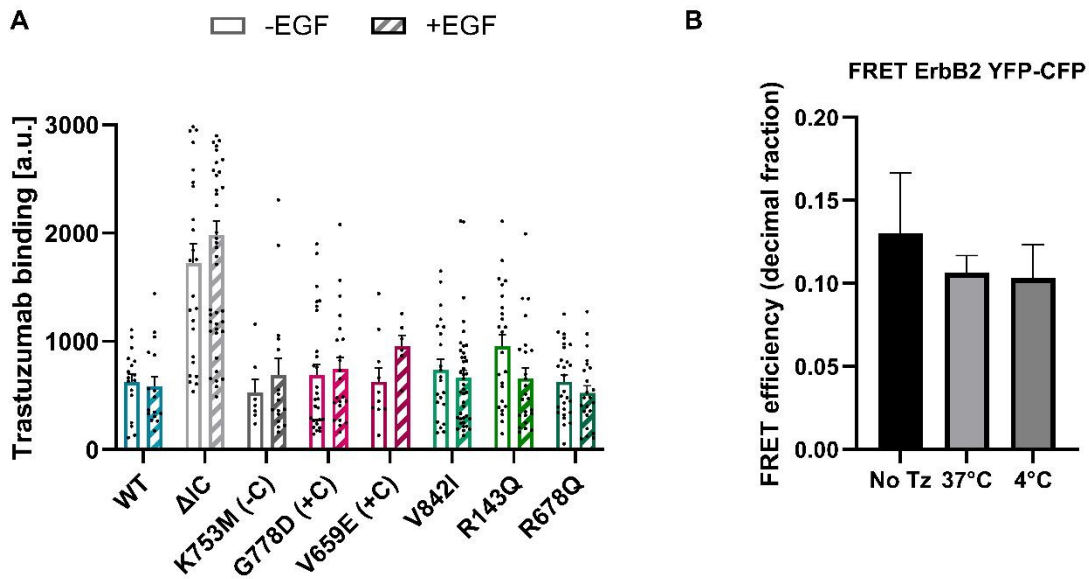 A
-EGF
+EGF
Trastuzumab binding [a.u.]
3000
2000
1000
0
WT
ΔIC
K753M (-C)
G778D (+C)
V659E (+C)
V842I
R143Q
R678Q
B
FRET ErbB2 YFP-CFP
FRET efficiency (decimal fraction)
0.20
0.15
0.10
0.05
0.00
No Tz
37°C
4°C